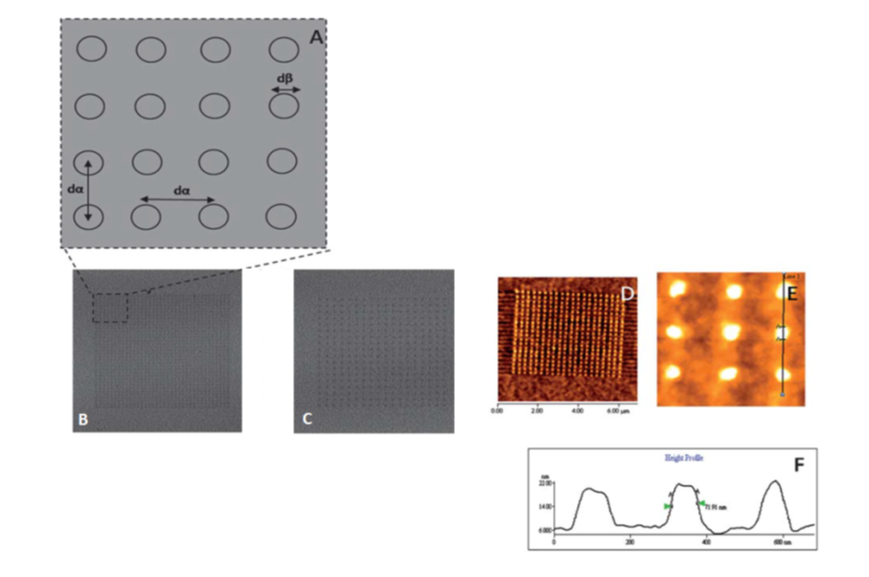 A
dβ
dα
dα
B
C
D
0.00 2.00 4.00 6.00 μm
E
F
Height Profile
nm
22.00
14.00
6.000
A
A
71.91 nm
0 200 400 600 nm